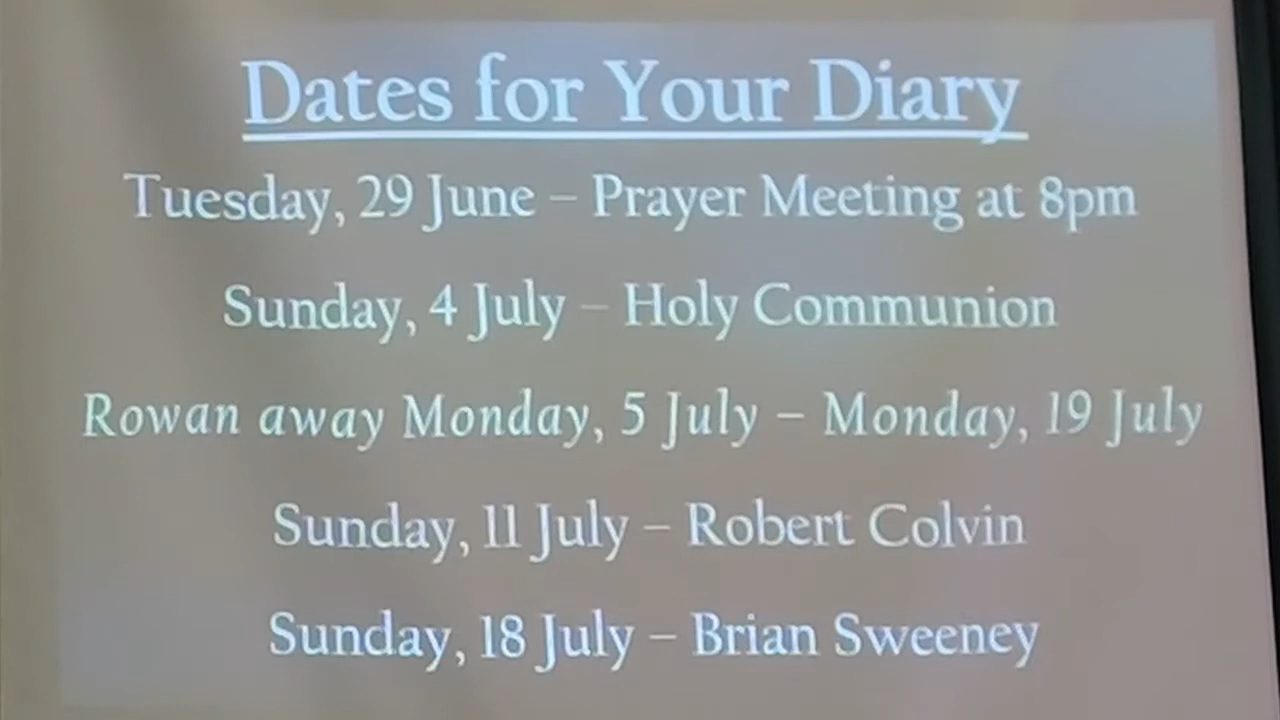 Dates for Your Diary
Tuesday, 29 June – Prayer Meeting at 8pm
Sunday, 4 July – Holy Communion
Rowan away Monday, 5 July – Monday, 19 July
Sunday, 11 July – Robert Colvin
Sunday, 18 July – Brian Sweeney